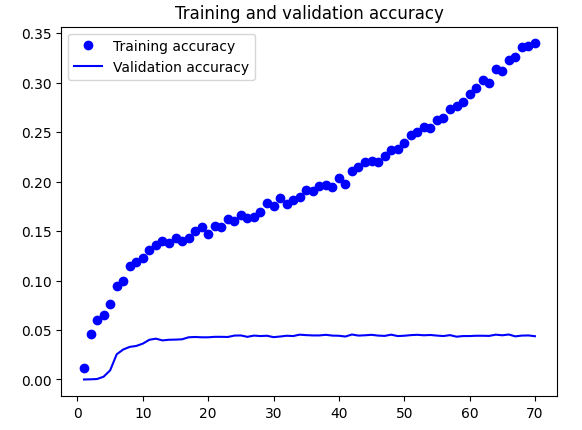 Training and validation accuracy
Training accuracy
Validation accuracy
0.35
0.30
0.25
0.20
0.15
0.10
0.05
0.00
0 10 20 30 40 50 60 70